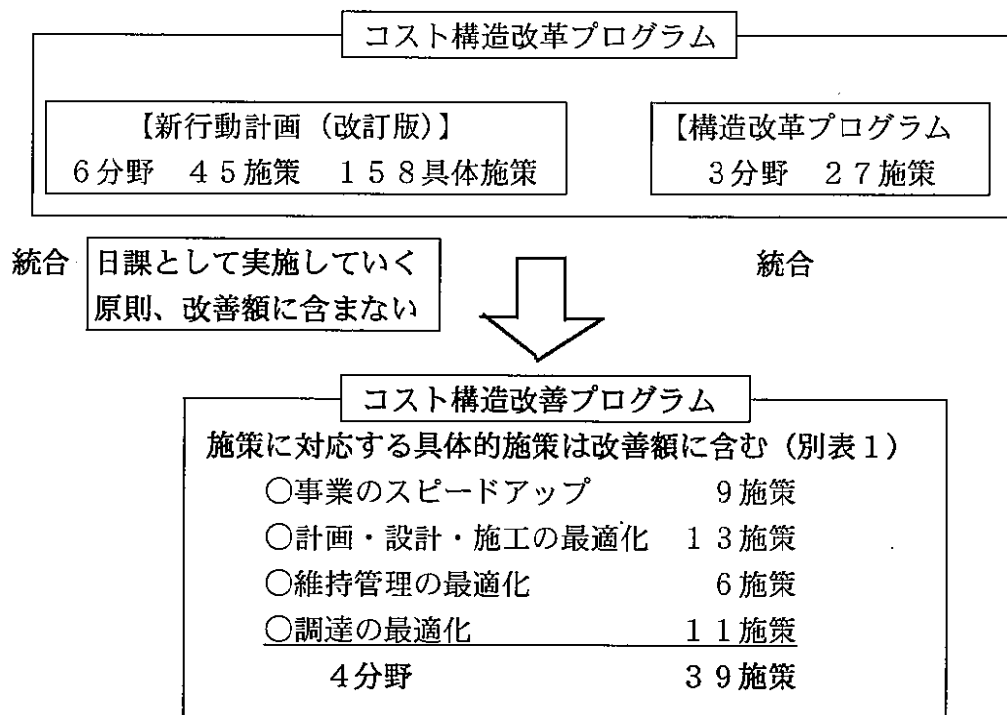 コスト構造改革プログラム
【新行動計画（改訂版）】
6分野　４５施策　１５８具体施策
【構造改革プログラム
３分野　２７施策
統合
日課として実施していく
原則、改善額に含まない
統合
コスト構造改善プログラム
施策に対応する具体的施策は改善額に含む（別表１）
○事業のスピードアップ　９施策
○計画・設計・施工の最適化　１３施策
○維持管理の最適化　６施策
○調達の最適化　１１施策
４分野　３９施策